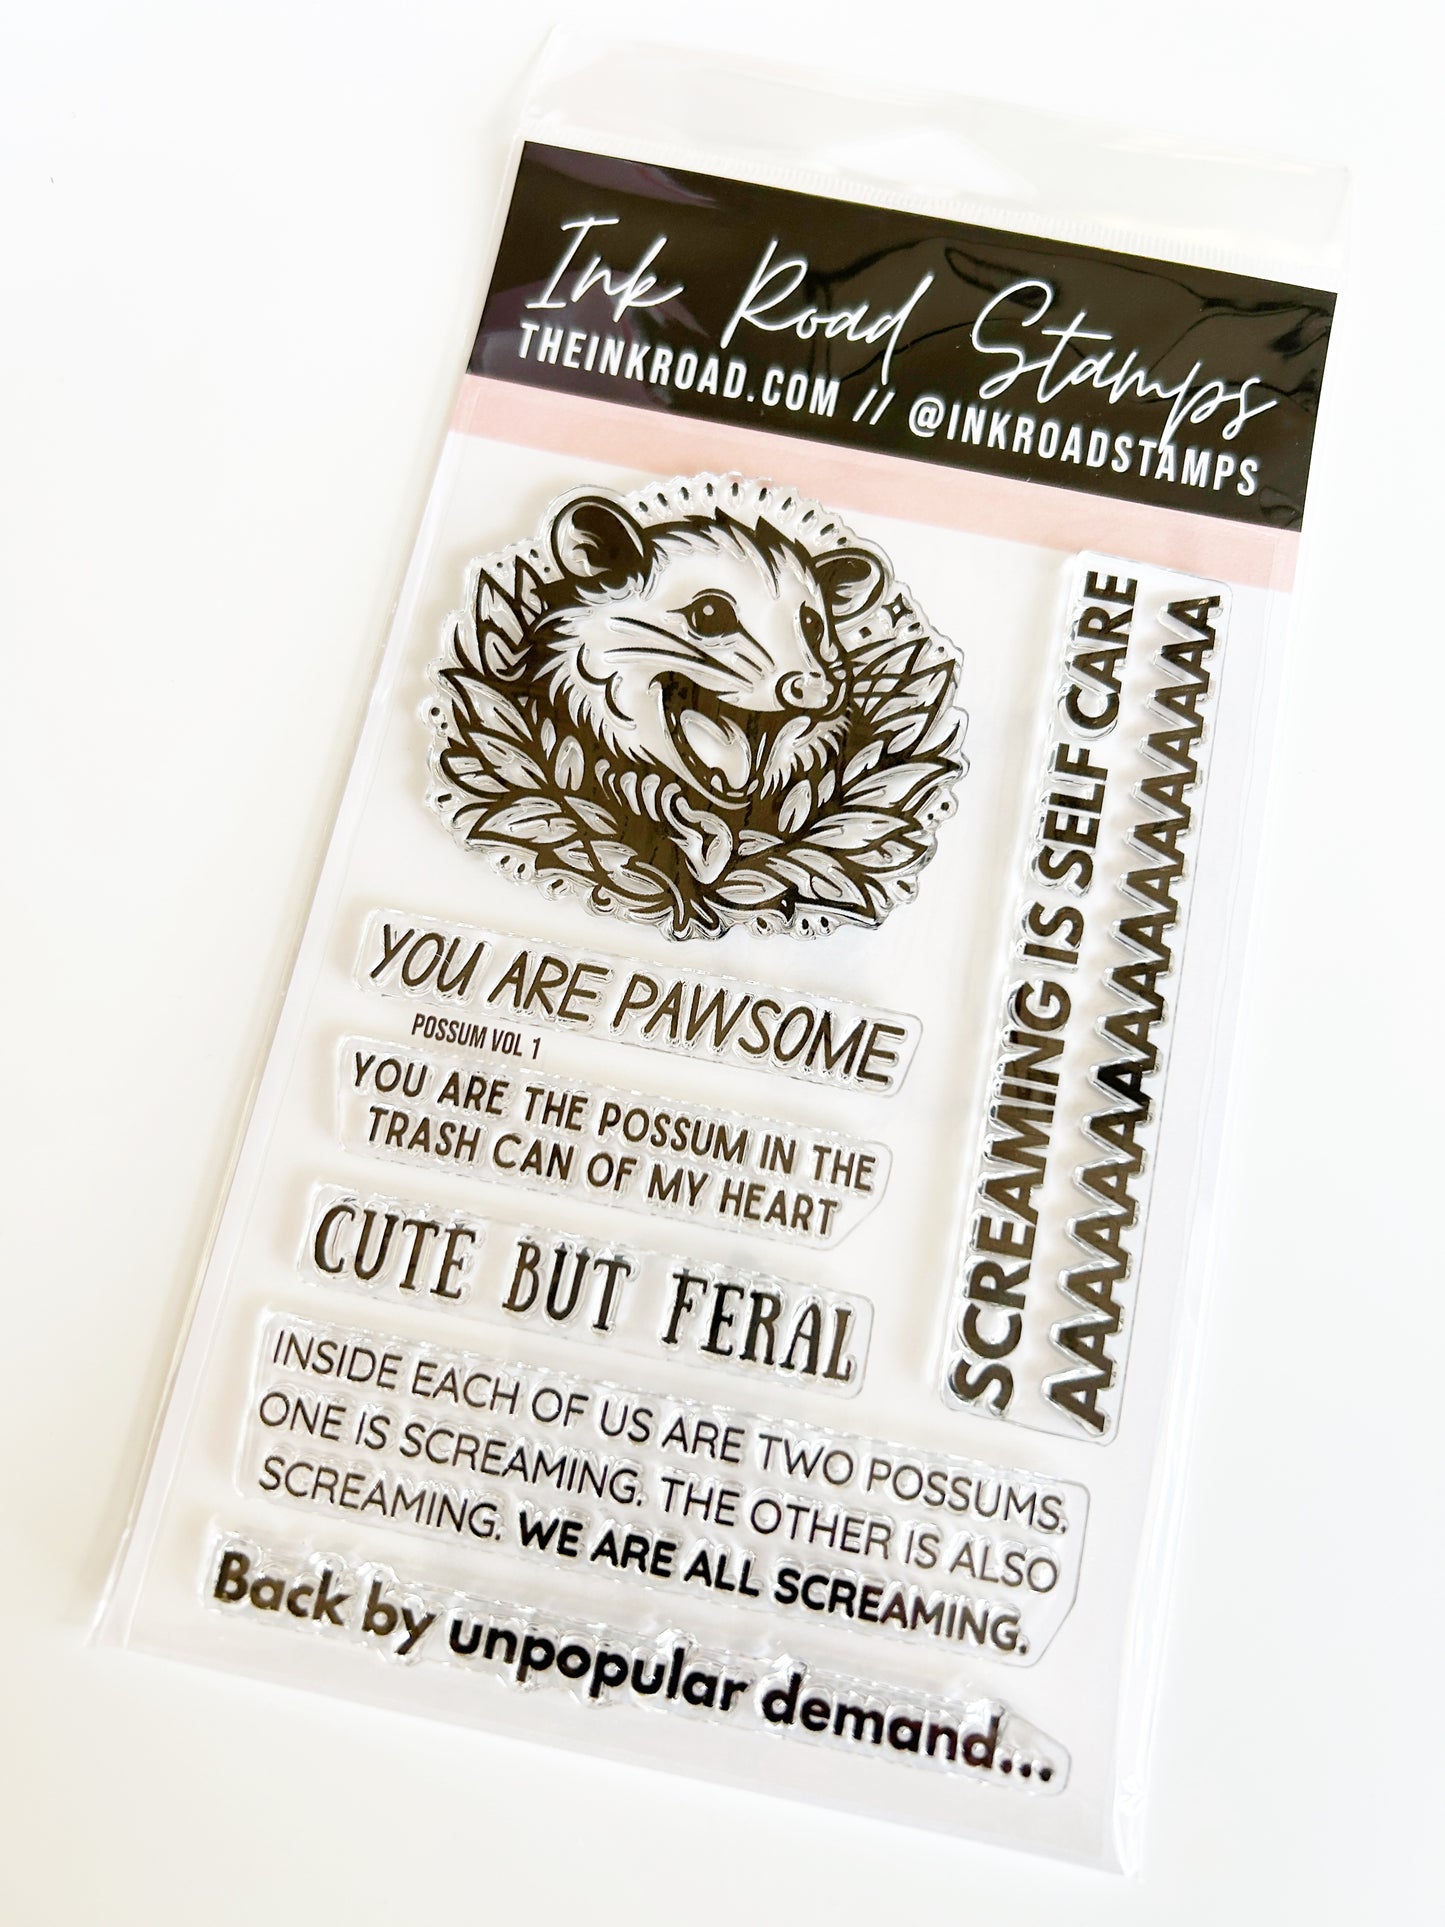 Ink Road Stamps
THEINKROAD.COM // @INKROADSTAMPS
YOU ARE PAWSOME
POSSUM VOL 1
YOU ARE THE POSSUM IN THE
TRASH CAN OF MY HEART
CUTE BUT FERAL
INSIDE EACH OF US ARE TWO POSSUMS.
ONE IS SCREAMING. THE OTHER IS ALSO
SCREAMING. WE ARE ALL SCREAMING.
Back by unpopular demand...
SCREAMING IS SELF CARE
AAAAAAAAAAAAAAAAAA